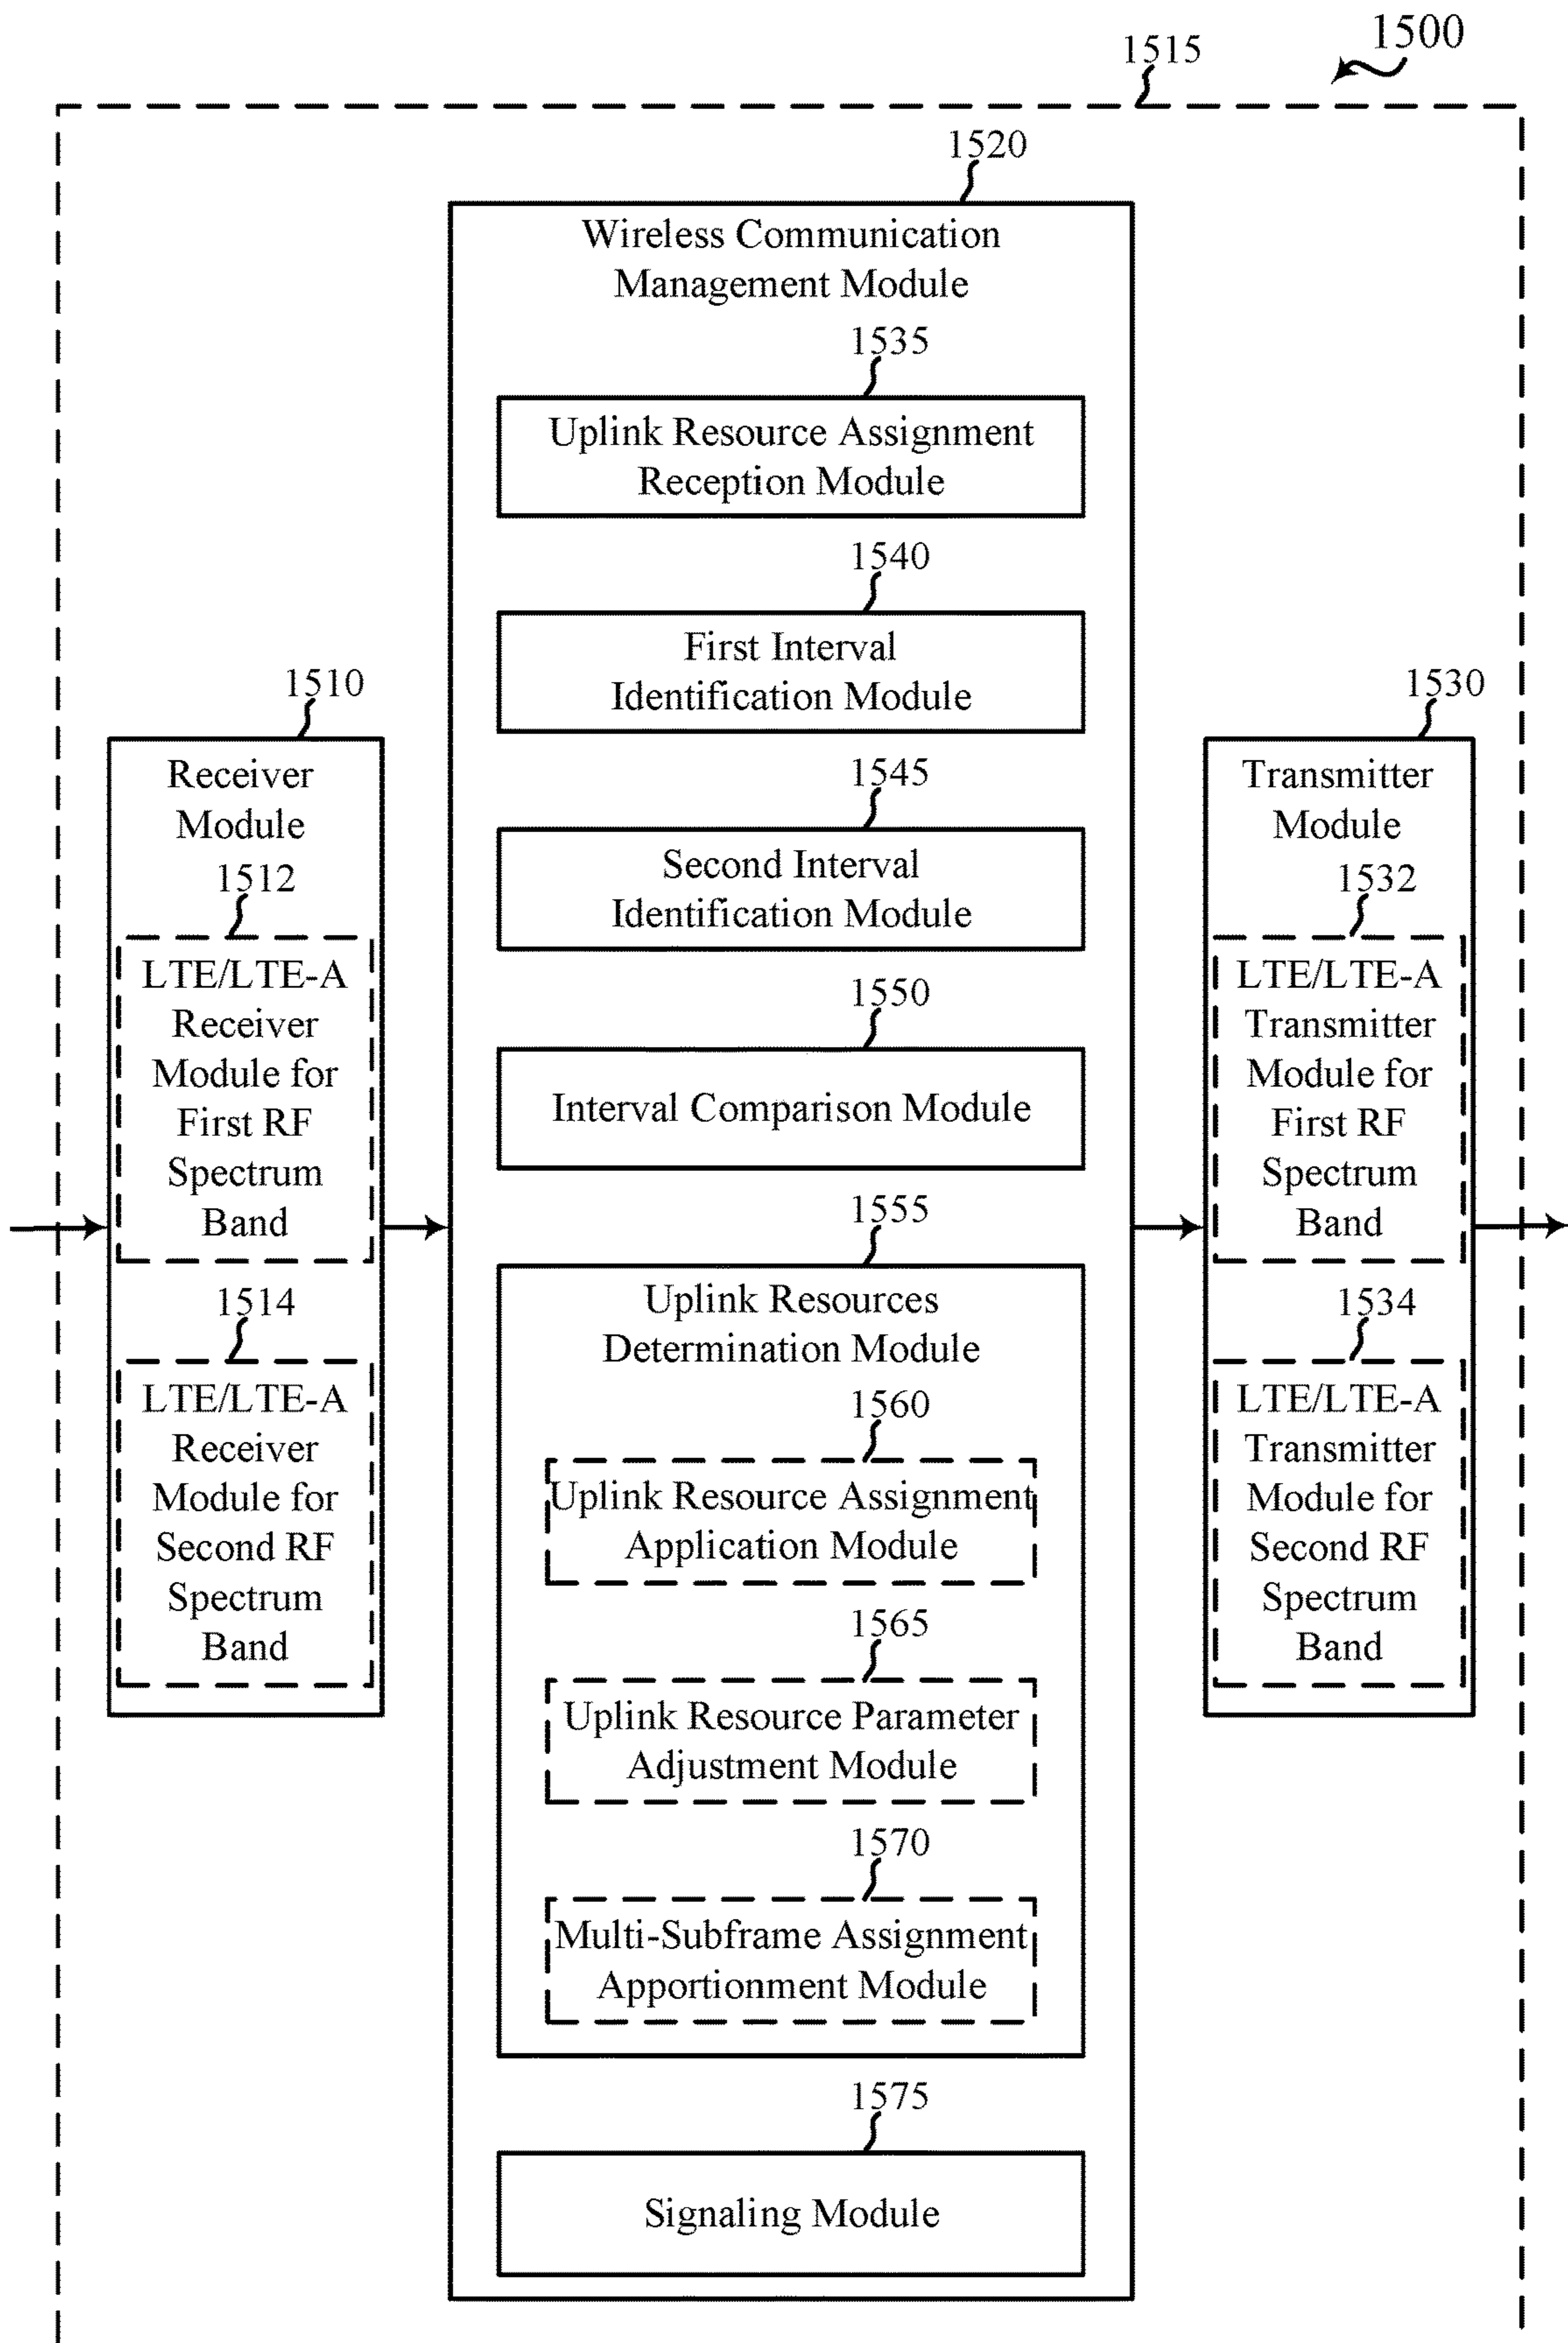 1500
1515
1520
Wireless Communication
Management Module
1535
Uplink Resource Assignment
Reception Module
1540
First Interval
Identification Module
1545
Second Interval
Identification Module
1550
Interval Comparison Module
1555
Uplink Resources
Determination Module
1560
Uplink Resource Assignment
Application Module
1565
Uplink Resource Parameter
Adjustment Module
1570
Multi-Subframe Assignment
Apportionment Module
1575
Signaling Module
1510
Receiver
Module
1512
LTE/LTE-A
Receiver
Module for
First RF
Spectrum
Band
1514
LTE/LTE-A
Receiver
Module for
Second RF
Spectrum
Band
1530
Transmitter
Module
1532
LTE/LTE-A
Transmitter
Module for
First RF
Spectrum
Band
1534
LTE/LTE-A
Transmitter
Module for
Second RF
Spectrum
Band